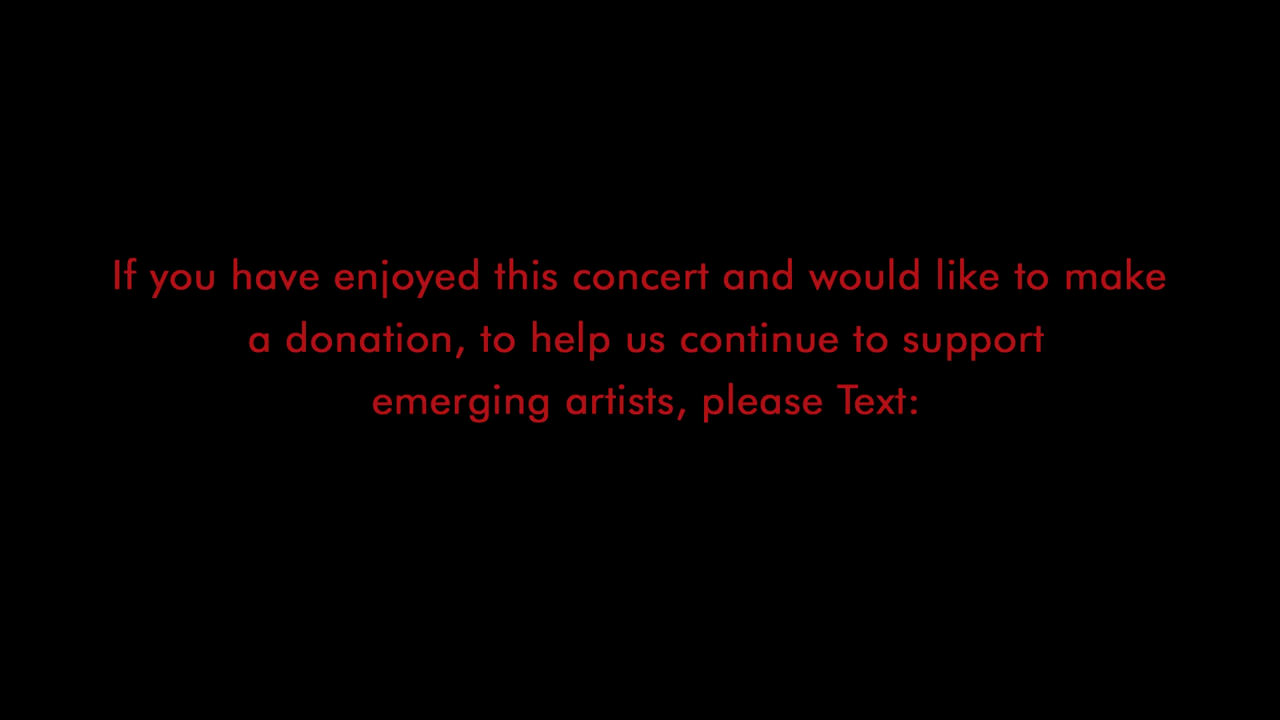 If you have enjoyed this concert and would like to make
a donation, to help us continue to support
emerging artists, please Text: